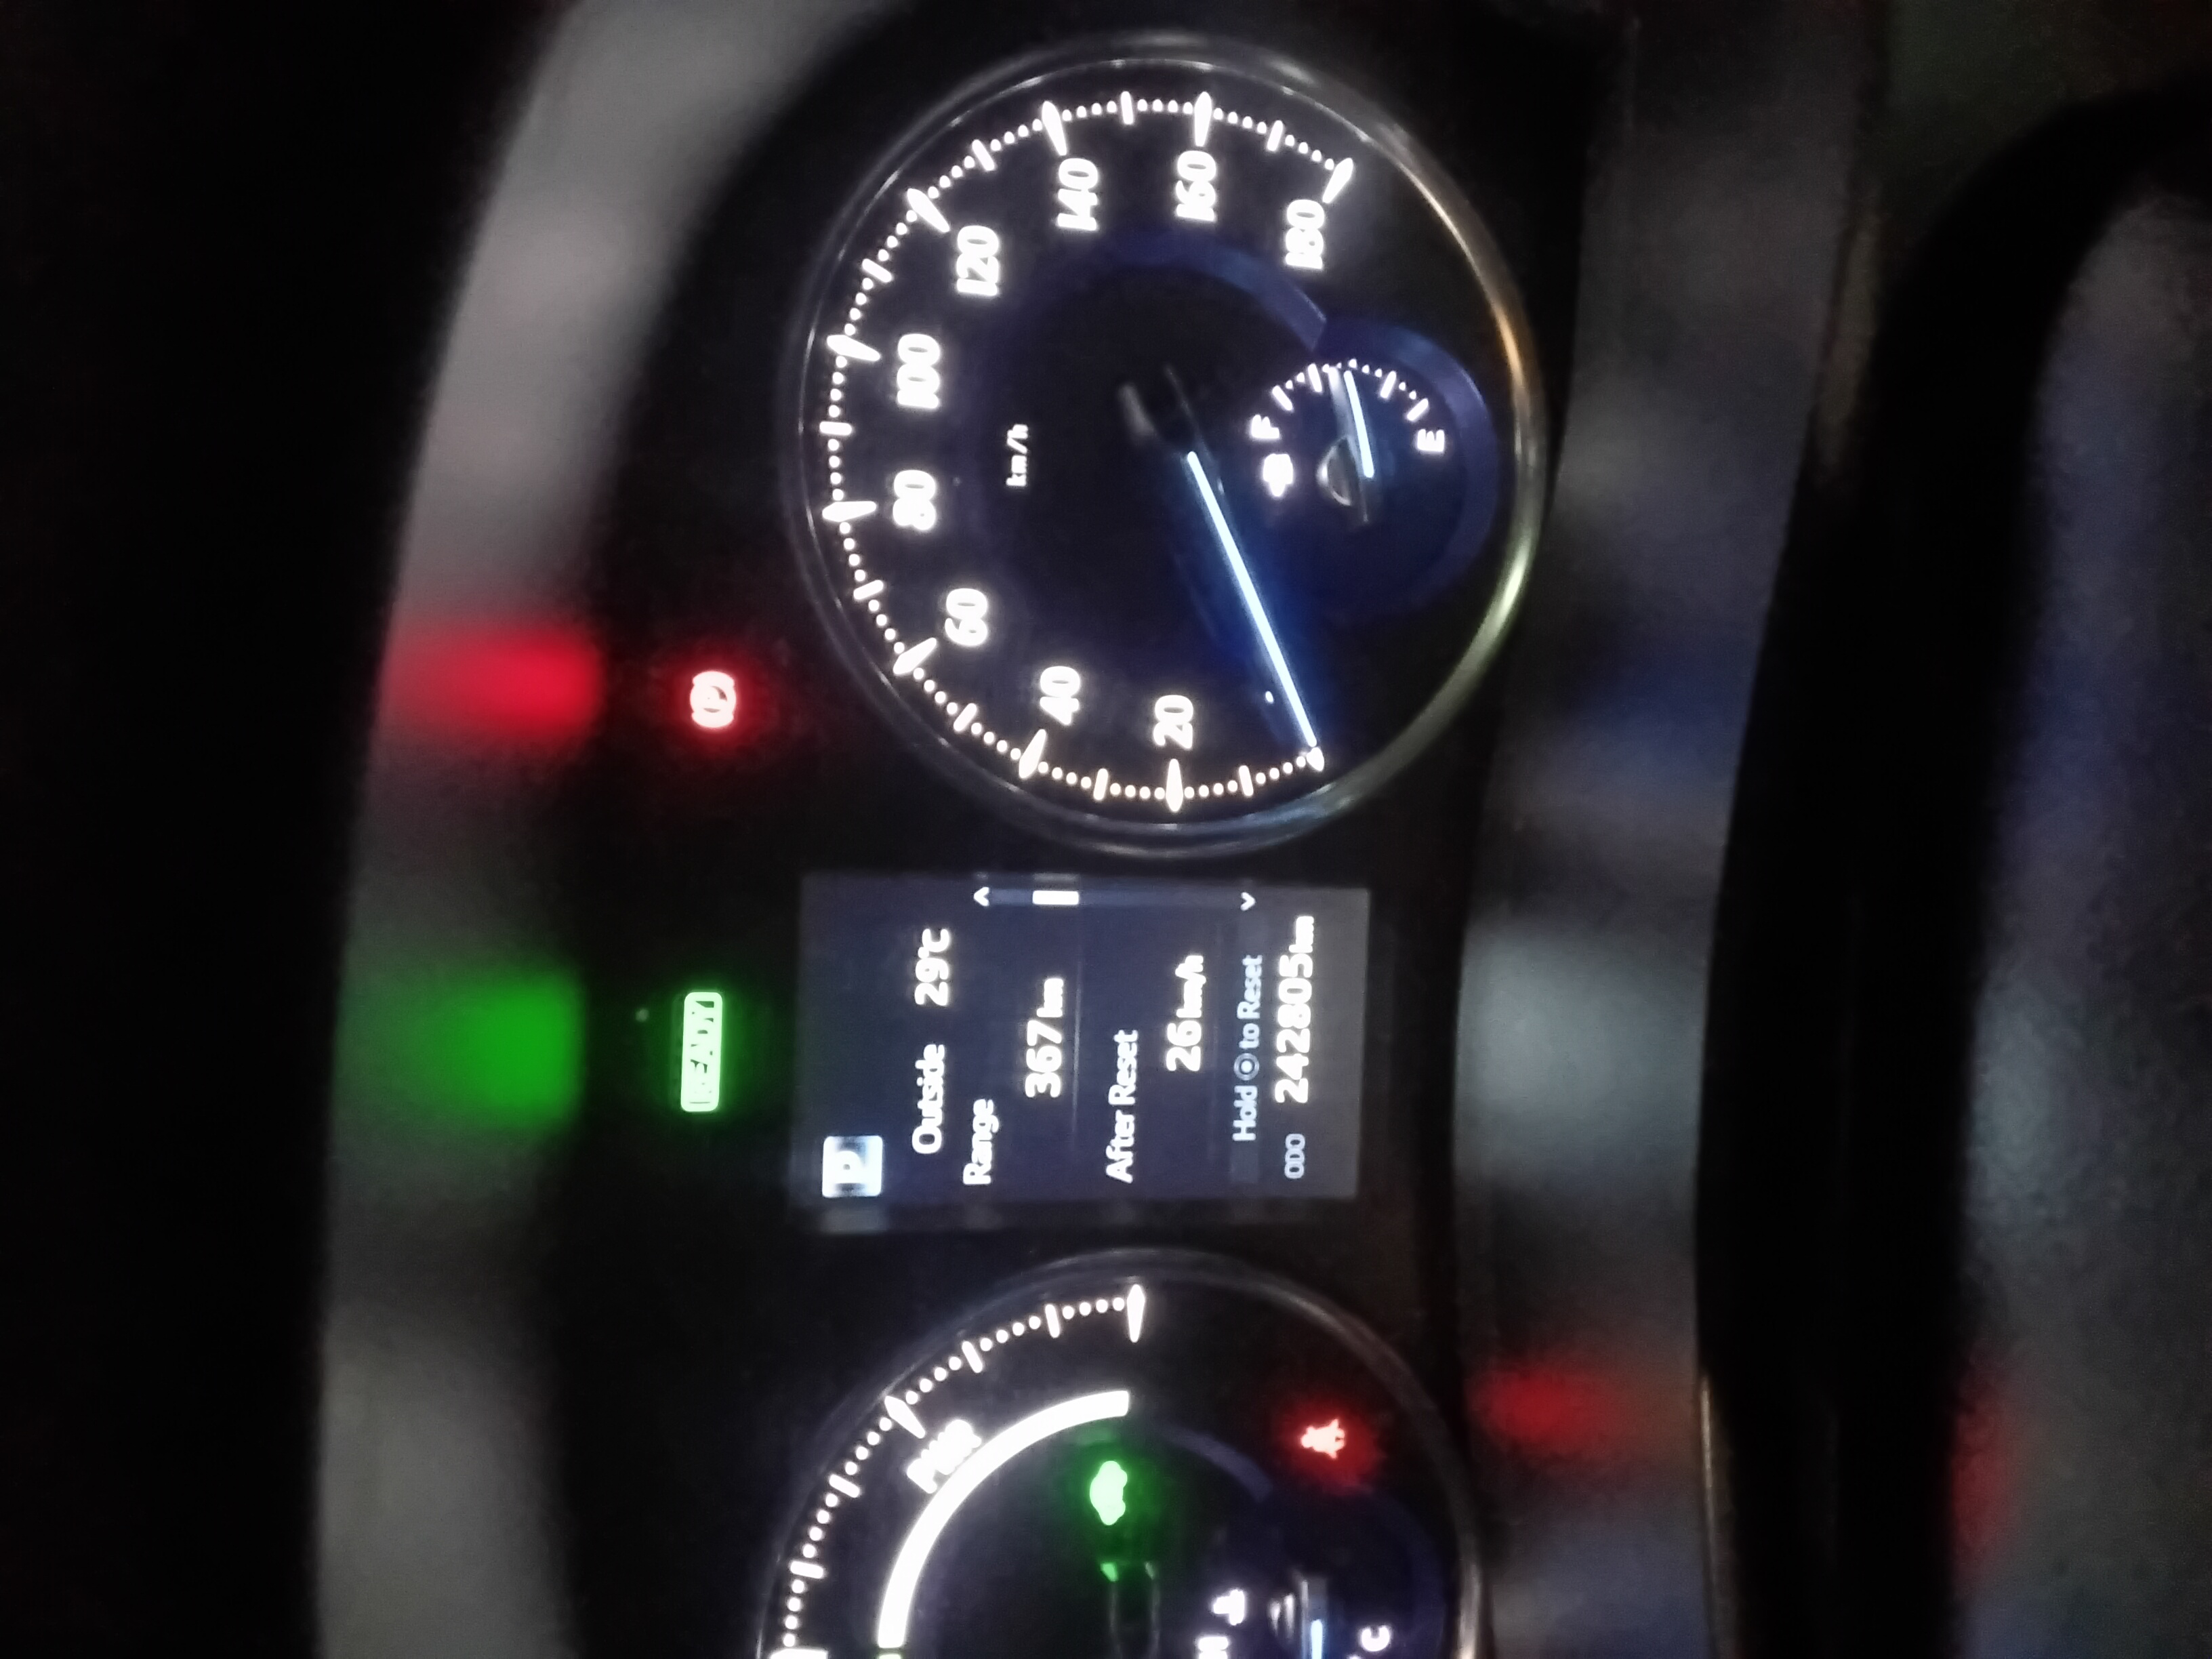 READY
(P)
PWR
H
C
P
Outside 29°C
Range
367 km
After Reset
26 km/h
Hold to Reset
ODO 242805 km
20
40
60
80
100
120
140
160
180
km/h
F
E